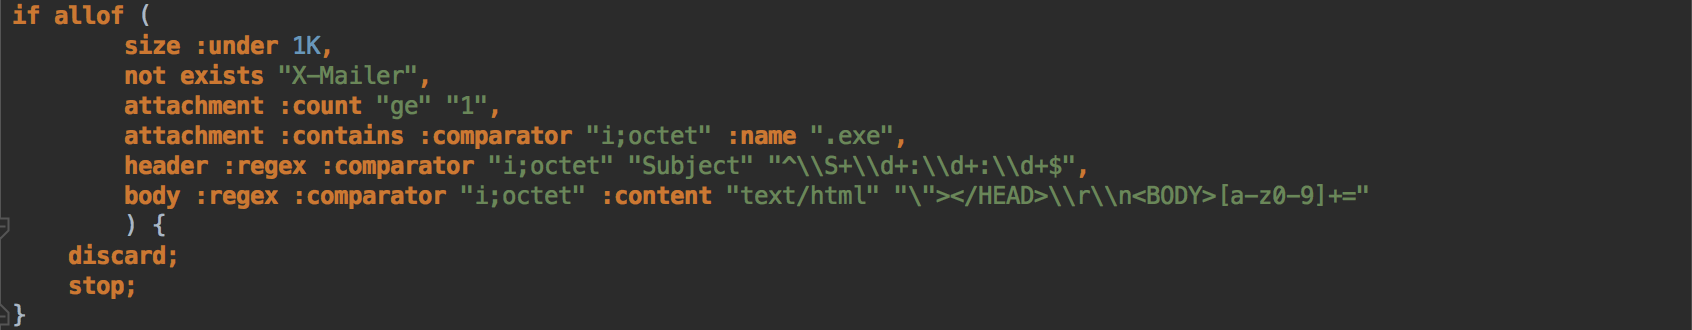 if allof (
size :under 1K,
not exists "X-Mailer",
attachment :count "ge" "1",
attachment :contains :comparator "i;octet" :name ".exe",
header :regex :comparator "i;octet" "Subject" "^\\S+\\d+:\\d+:\\d+$",
body :regex :comparator "i;octet" :content "text/html" "\"></HEAD>\\r\\n<BODY>[a-z0-9]+="
) {
discard;
stop;
}